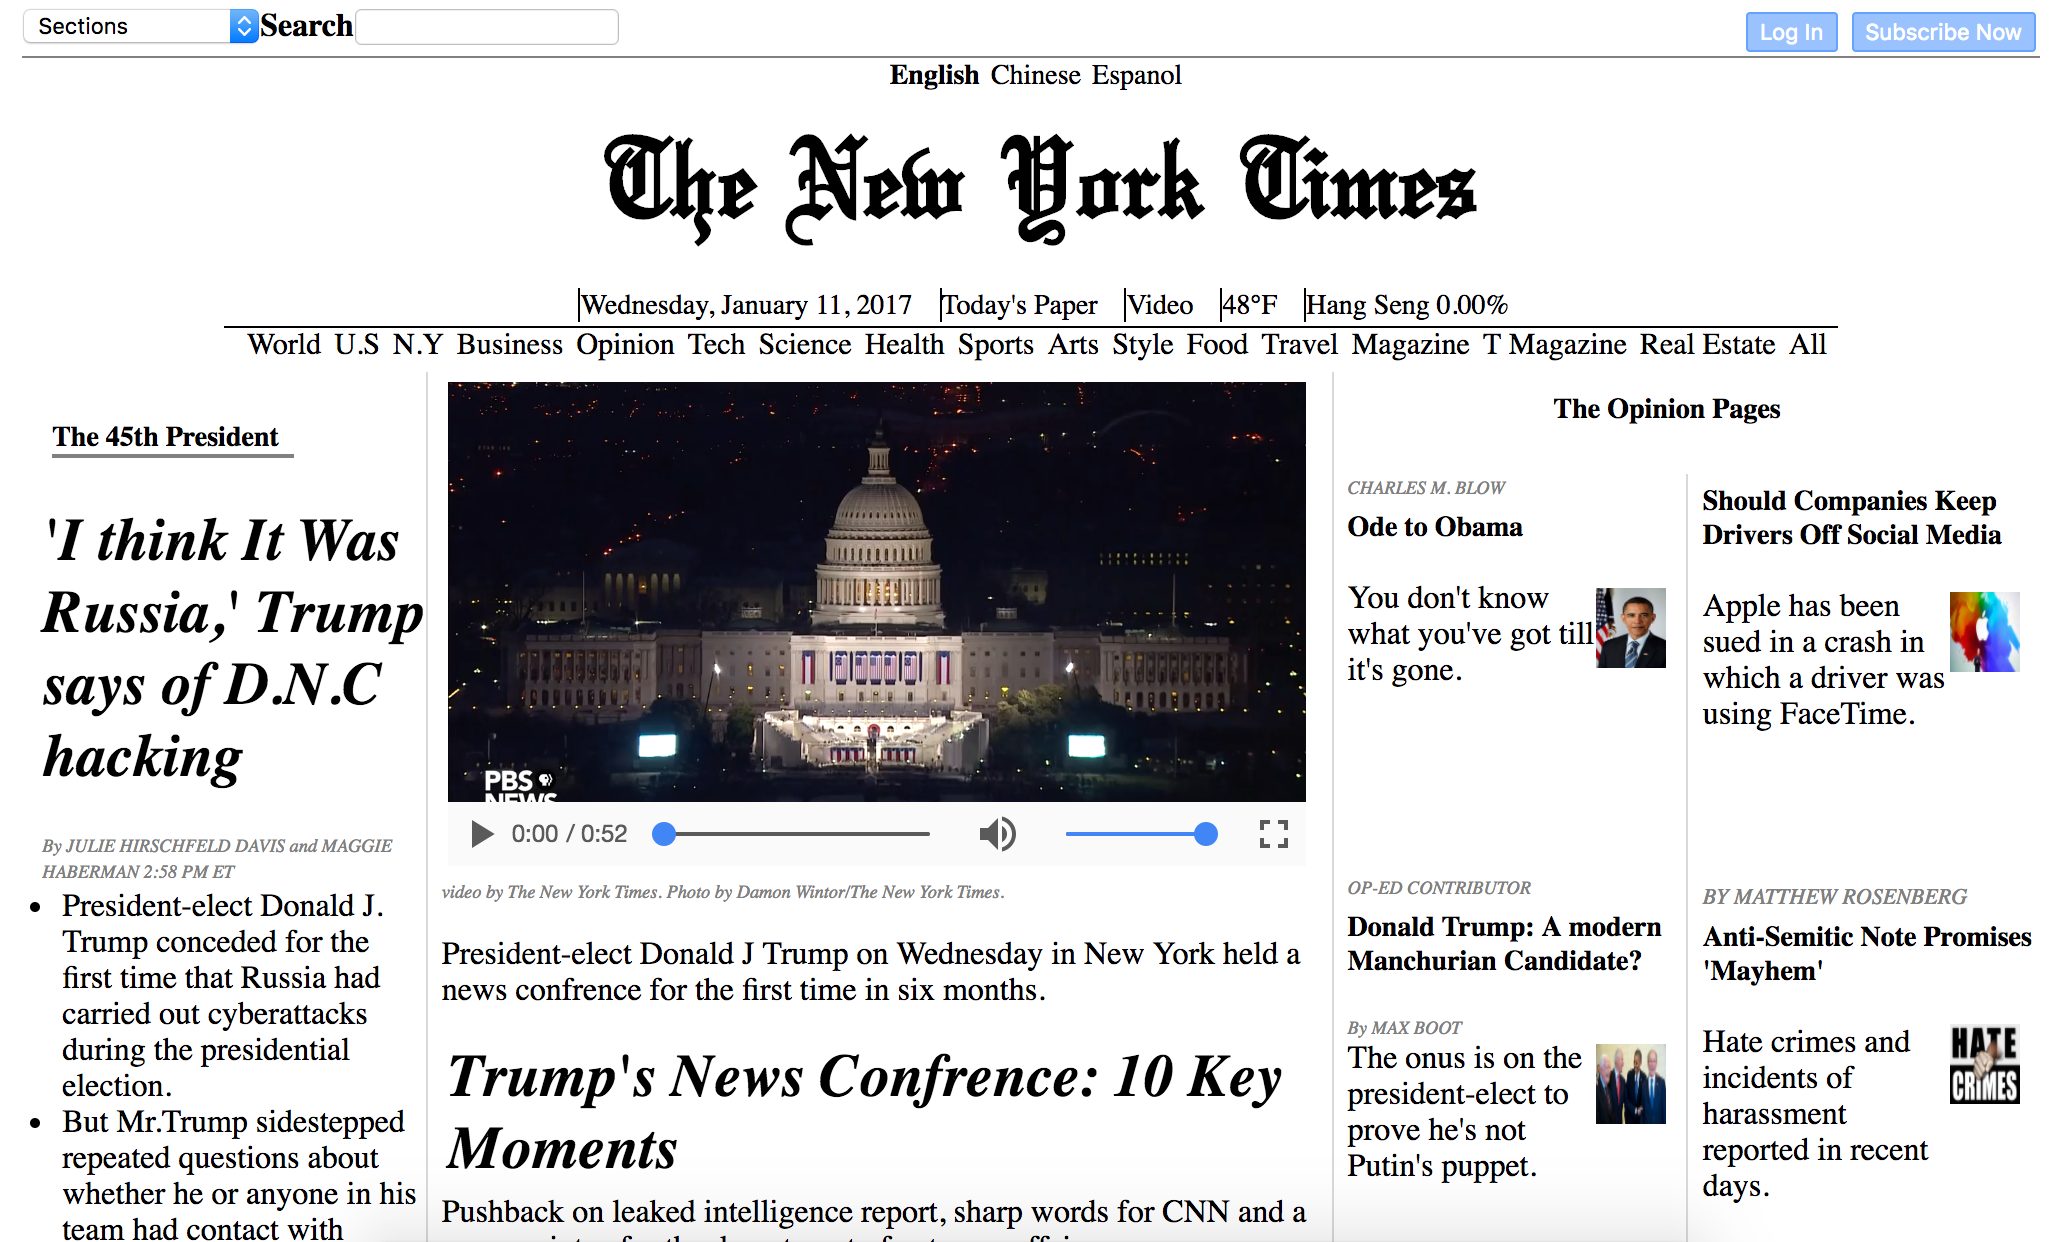 Sections Search Log In Subscribe Now
English Chinese Espanol
The New York Times
Wednesday, January 11, 2017 Today's Paper Video 48°F Hang Seng 0.00%
World U.S N.Y Business Opinion Tech Science Health Sports Arts Style Food Travel Magazine T Magazine Real Estate All
The 45th President
'I think It Was
Russia,' Trump
says of D.N.C
hacking
By JULIE HIRSCHFELD DAVIS and MAGGIE
HABERMAN 2:58 PM ET
President-elect Donald J.
Trump conceded for the
first time that Russia had
carried out cyberattacks
during the presidential
election.
But Mr.Trump sidestepped
repeated questions about
whether he or anyone in his
team had contact with
PBS
NEWS
0:00 / 0:52
video by The New York Times. Photo by Damon Wintor/The New York Times.
President-elect Donald J Trump on Wednesday in New York held a
news confrence for the first time in six months.
Trump's News Confrence: 10 Key
Moments
Pushback on leaked intelligence report, sharp words for CNN and a
The Opinion Pages
CHARLES M. BLOW
Ode to Obama
You don't know
what you've got till
it's gone.
OP-ED CONTRIBUTOR
Donald Trump: A modern
Manchurian Candidate?
By MAX BOOT
The onus is on the
president-elect to
prove he's not
Putin's puppet.
Should Companies Keep
Drivers Off Social Media
Apple has been
sued in a crash in
which a driver was
using FaceTime.
BY MATTHEW ROSENBERG
Anti-Semitic Note Promises
'Mayhem'
Hate crimes and
incidents of
harassment
reported in recent
days.
HATE
CRIMES